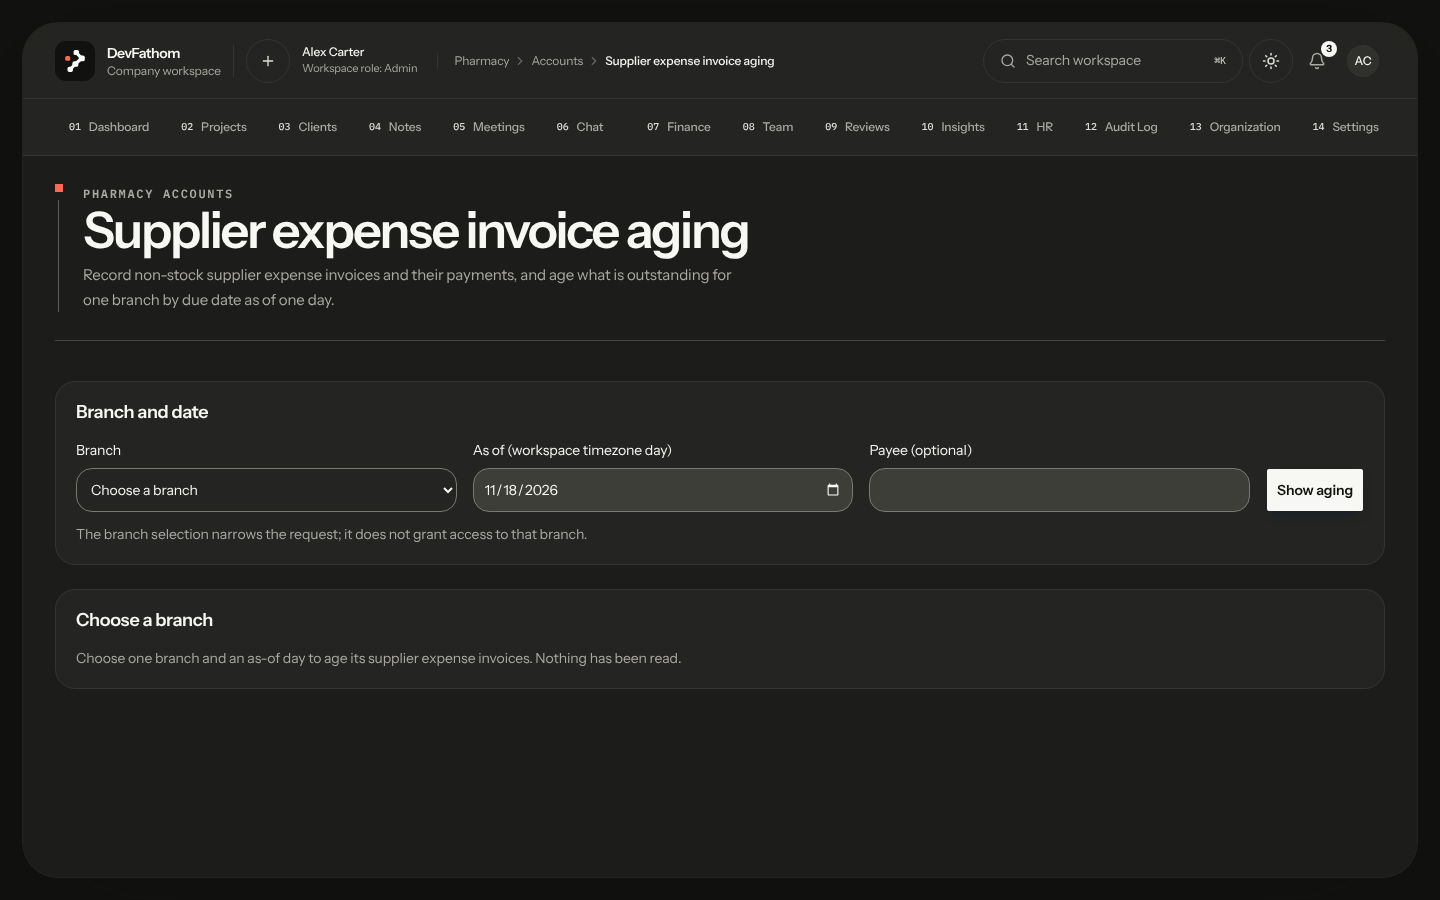 DevFathom
Company workspace
Alex Carter
Workspace role: Admin
Pharmacy > Accounts > Supplier expense invoice aging
Search workspace ⌘K
3
AC
01 Dashboard 02 Projects 03 Clients 04 Notes 05 Meetings 06 Chat 07 Finance 08 Team 09 Reviews 10 Insights 11 HR 12 Audit Log 13 Organization 14 Settings
PHARMACY ACCOUNTS
Supplier expense invoice aging
Record non-stock supplier expense invoices and their payments, and age what is outstanding for
one branch by due date as of one day.
Branch and date
Branch As of (workspace timezone day) Payee (optional)
Choose a branch 11/18/2026 Show aging
The branch selection narrows the request; it does not grant access to that branch.
Choose a branch
Choose one branch and an as-of day to age its supplier expense invoices. Nothing has been read.